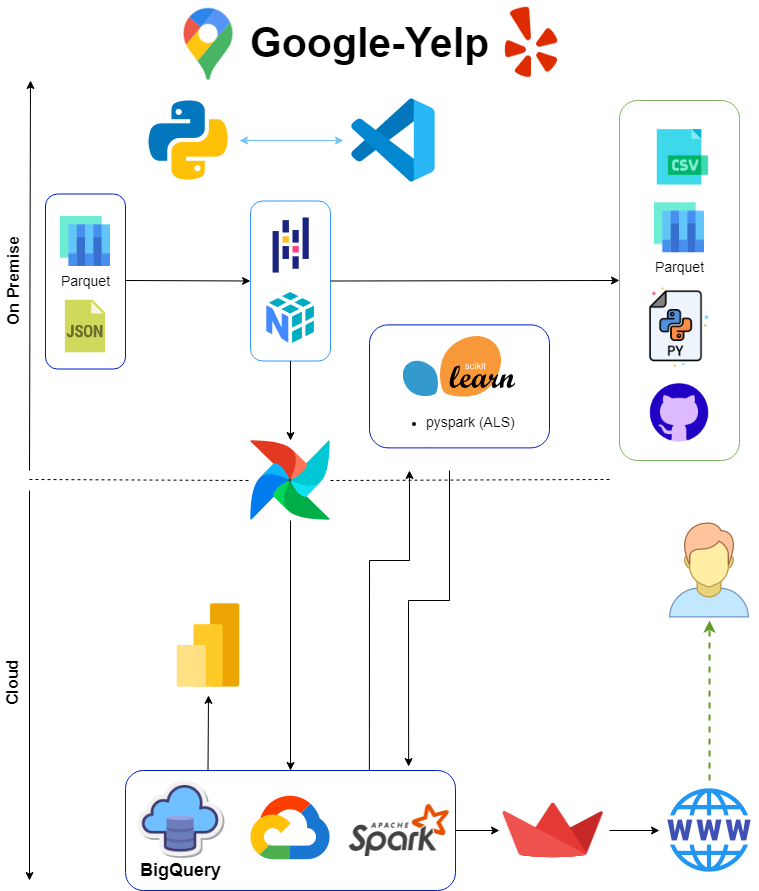 Google-Yelp
On Premise
CSV
Parquet
JSON
Parquet
PY
scikit
learn
• pyspark (ALS)
Cloud
BigQuery
APACHE
Spark
WWW